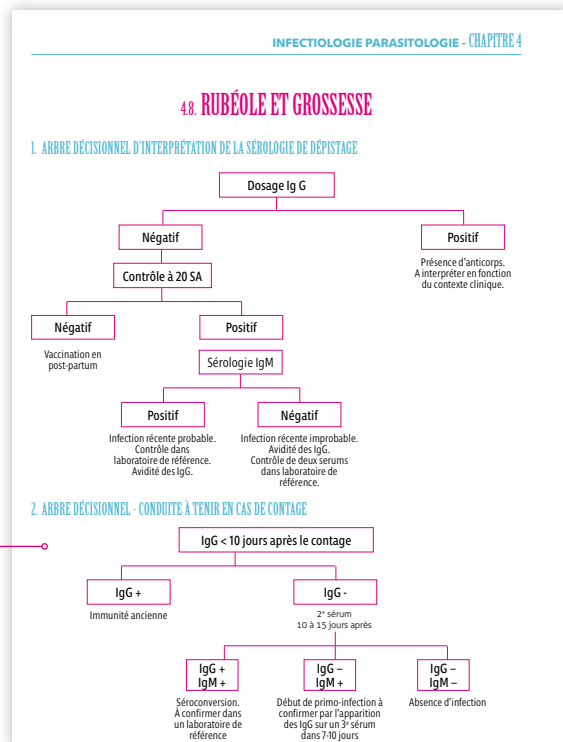 INFECTIOLOGIE PARASITOLOGIE - CHAPITRE 4
4.8. RUBÉOLE ET GROSSESSE
1. ARBRE DÉCISIONNEL D'INTERPRÉTATION DE LA SÉROLOGIE DE DÉPISTAGE
Dosage Ig G
Négatif
Positif
Présence d'anticorps.
A interpréter en fonction
du contexte clinique.
Contrôle à 20 SA
Négatif
Positif
Vaccination en
post-partum
Sérologie IgM
Positif
Négatif
Infection récente probable.
Contrôle dans
laboratoire de référence.
Avidité des IgG.
Infection récente improbable.
Avidité des IgG.
Contrôle de deux serums
dans laboratoire de
référence.
2. ARBRE DÉCISIONNEL - CONDUITE À TENIR EN CAS DE CONTAGE
IgG < 10 jours après le contage
IgG +
IgG -
Immunité ancienne
2e sérum
10 à 15 jours après
IgG +
IgM +
IgG –
IgM +
IgG –
IgM –
Séroconversion.
À confirmer dans
un laboratoire de
référence
Début de primo-infection à
confirmer par l'apparition
des IgG sur un 3e sérum
dans 7-10 jours
Absence d'infection